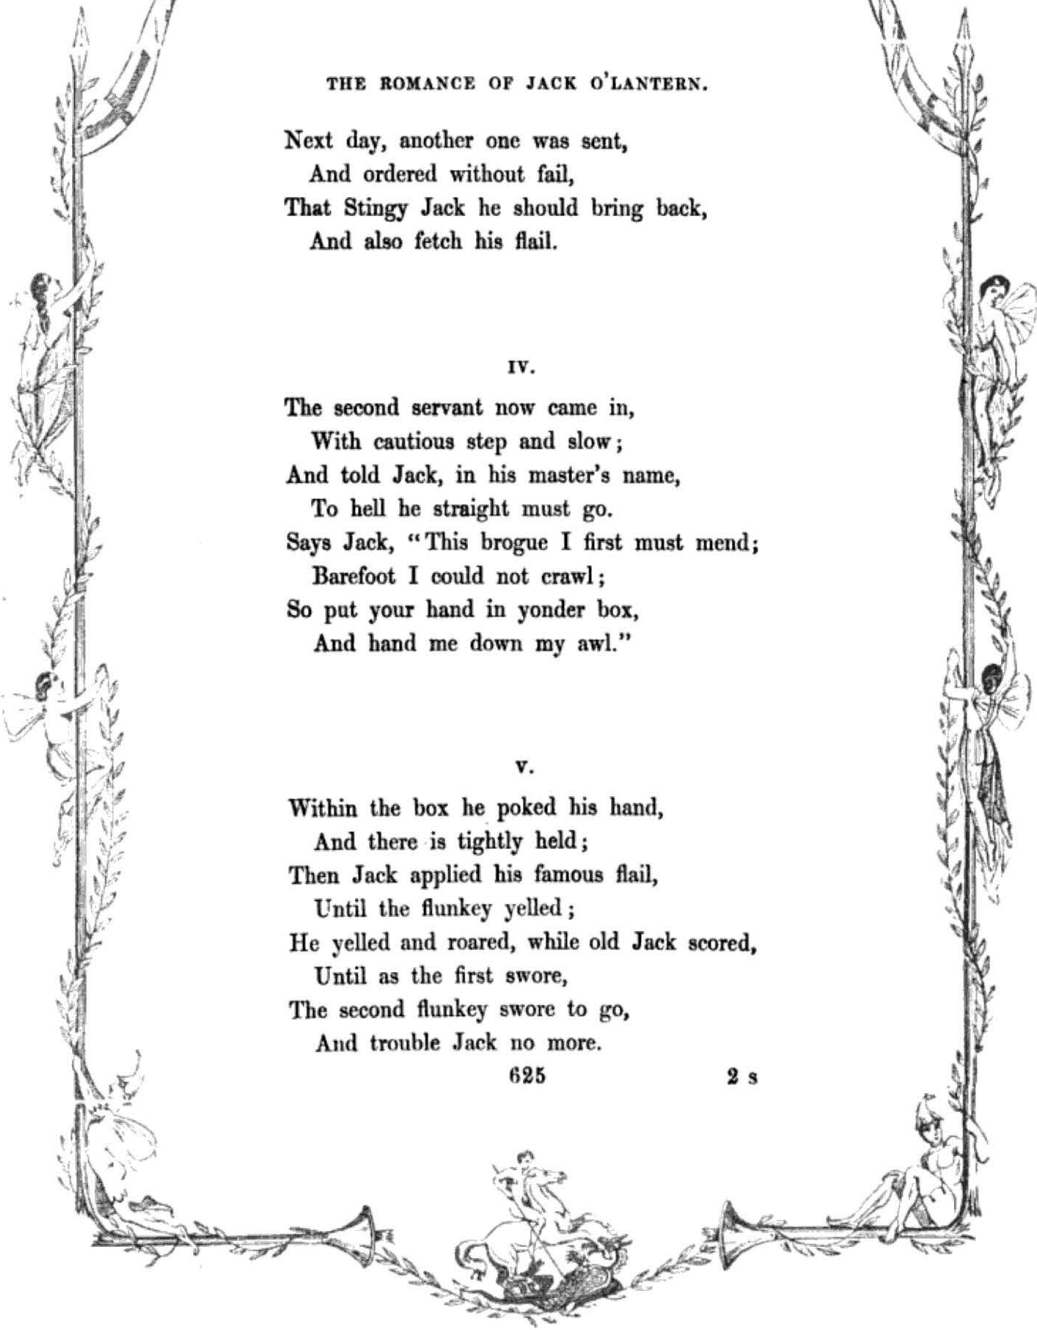 THE ROMANCE OF JACK O'LANTERN.
Next day, another one was sent,
And ordered without fail,
That Stingy Jack he should bring back,
And also fetch his flail.
IV.
The second servant now came in,
With cautious step and slow;
And told Jack, in his master's name,
To hell he straight must go.
Says Jack, "This brogue I first must mend;
Barefoot I could not crawl;
So put your hand in yonder box,
And hand me down my awl."
V.
Within the box he poked his hand,
And there is tightly held;
Then Jack applied his famous flail,
Until the flunkey yelled;
He yelled and roared, while old Jack scored,
Until as the first swore,
The second flunkey swore to go,
And trouble Jack no more.
625 2 s